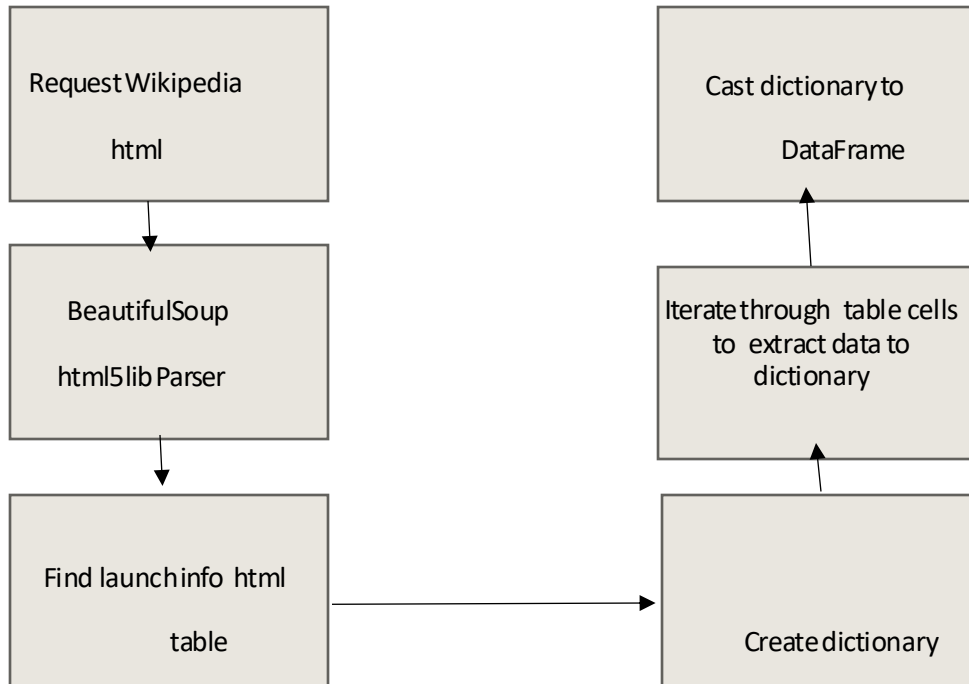 Request Wikipedia
html
BeautifulSoup
html5lib Parser
Find launch info html
table
Create dictionary
Iterate through table cells
to extract data to
dictionary
Cast dictionary to
DataFrame